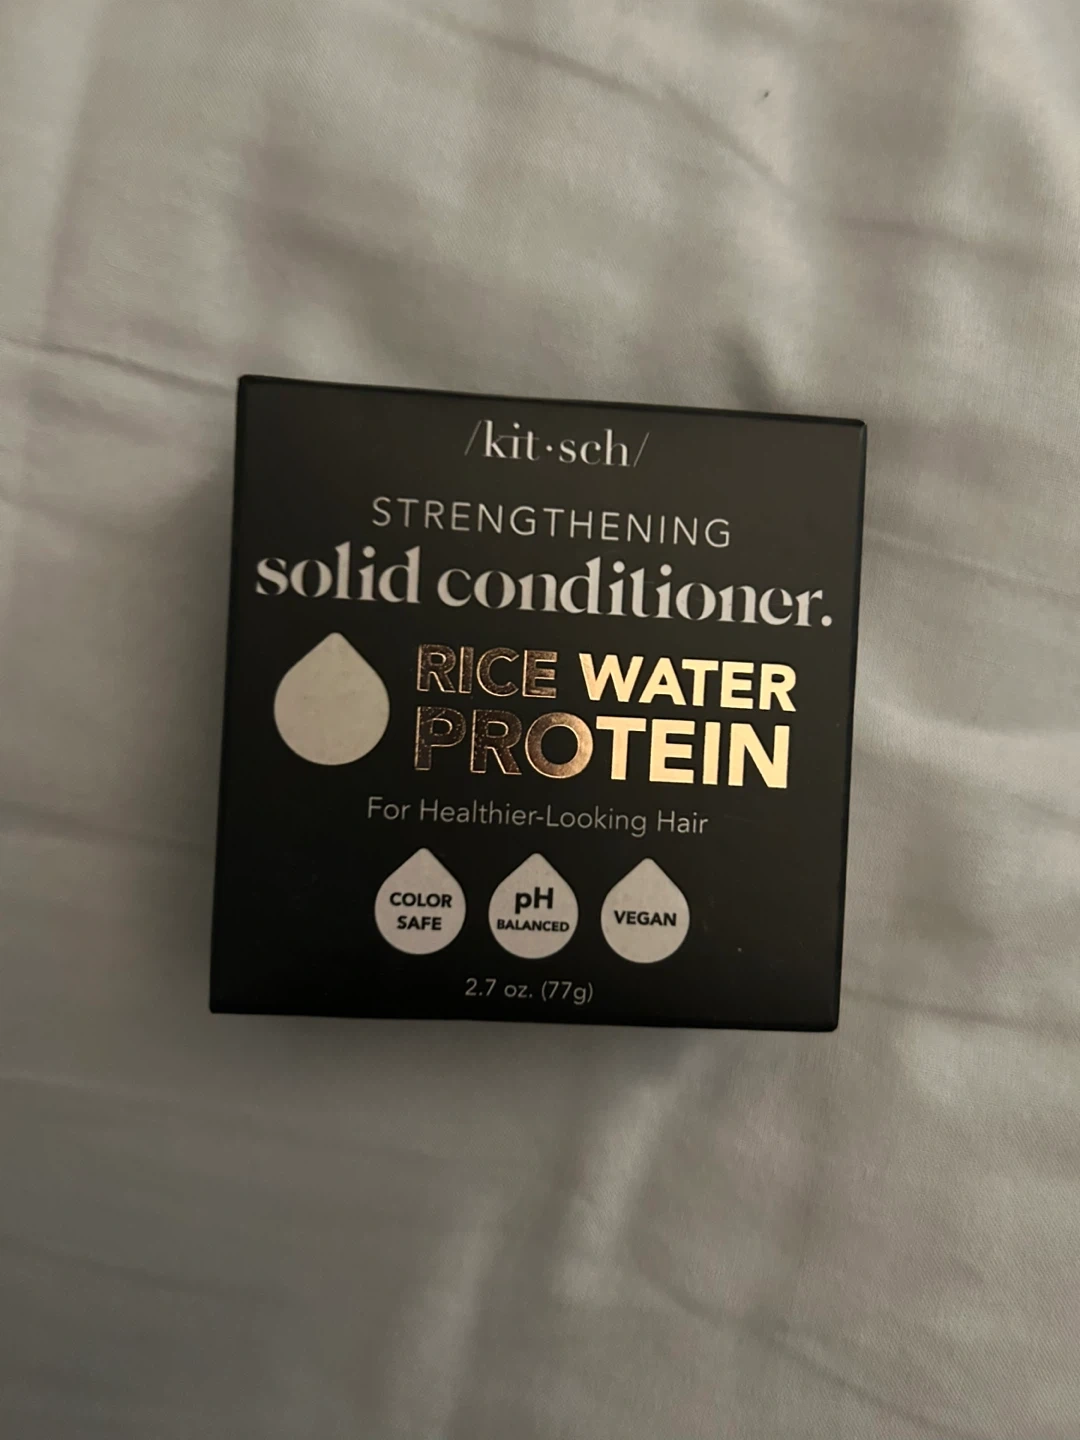 /kit·sch/
STRENGTHENING
solid conditioner.
RICE WATER
PROTEIN
For Healthier-Looking Hair
COLOR
SAFE
pH
BALANCED
VEGAN
2.7 oz. (77g)